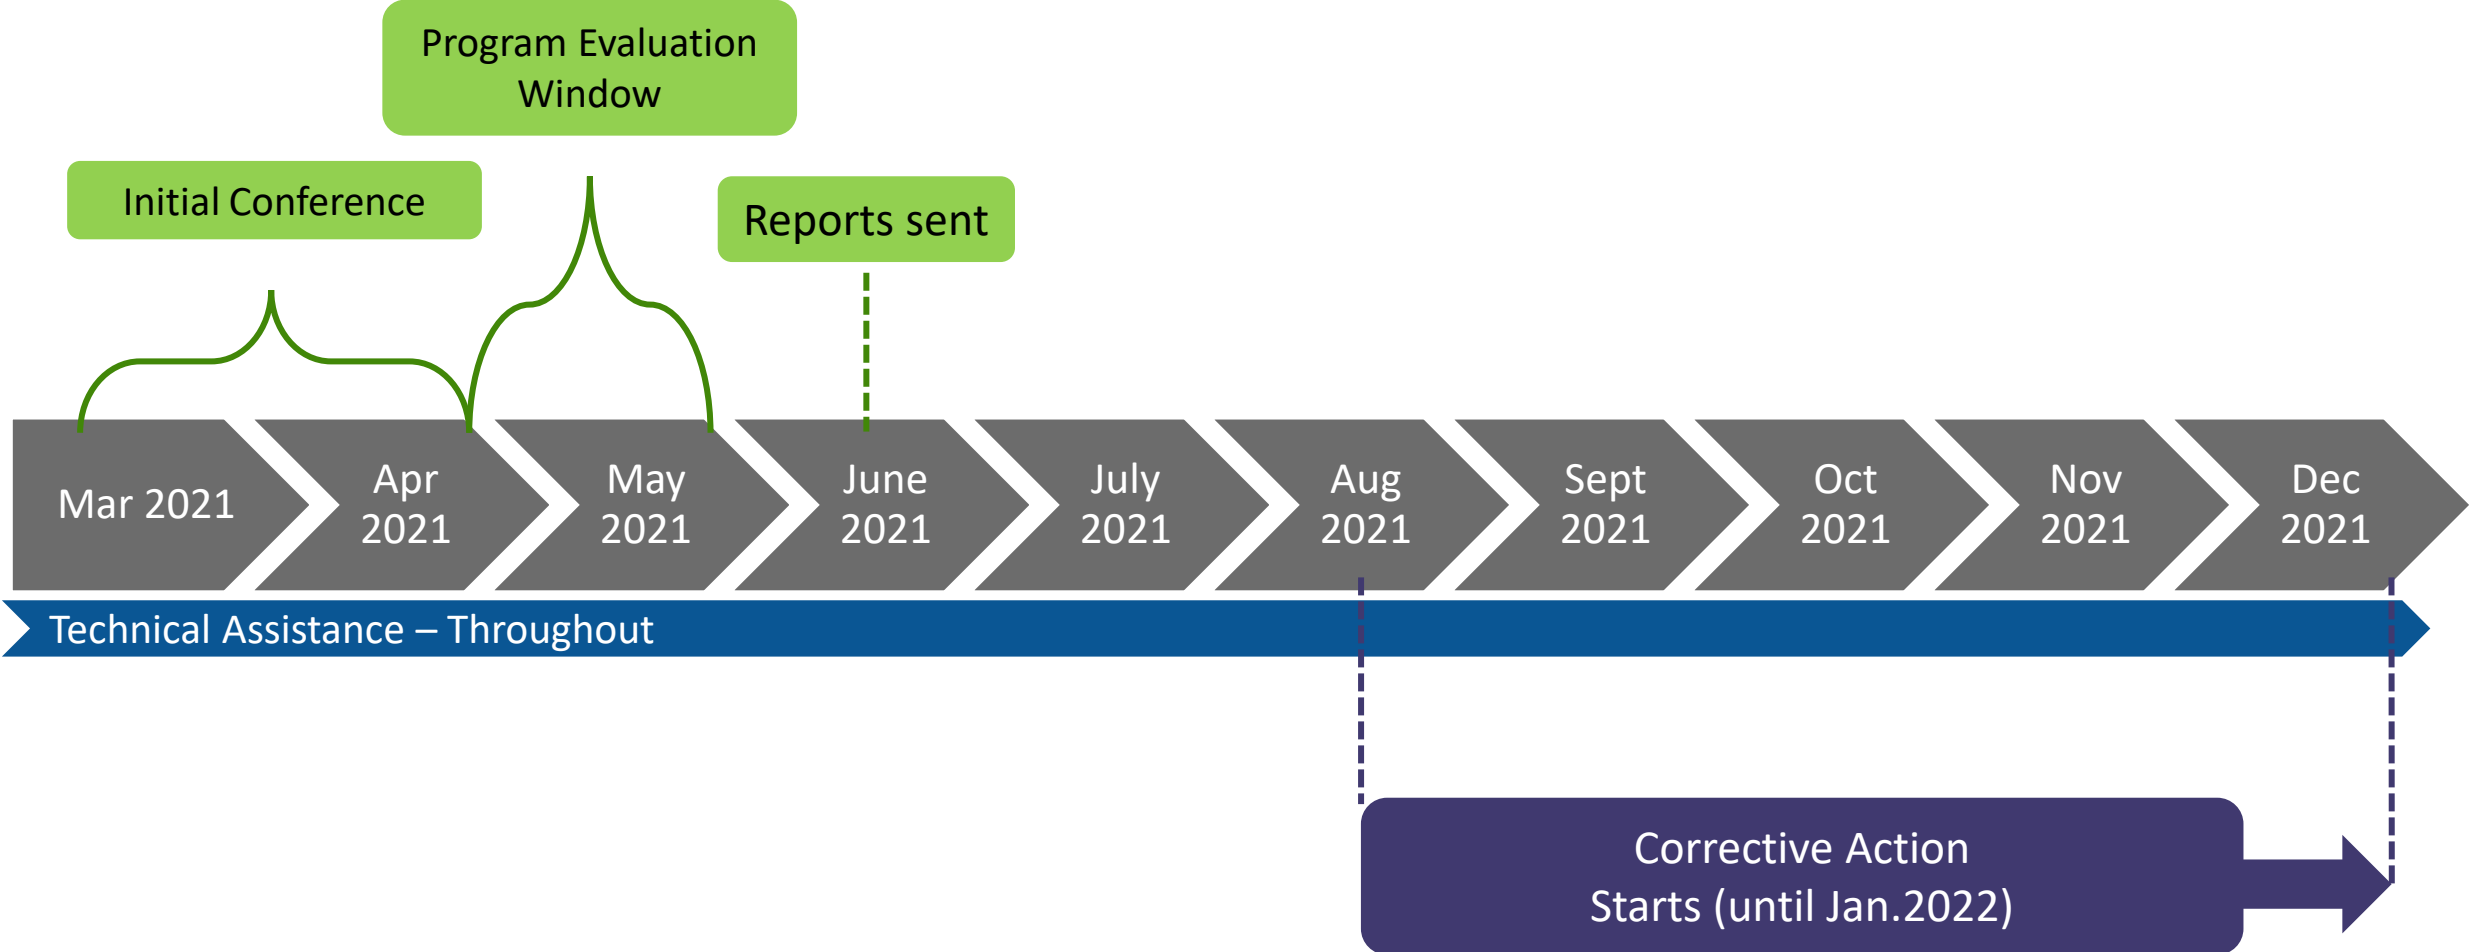 Program Evaluation
Window
Initial Conference
Reports sent
Mar 2021
Apr
2021
May
2021
June
2021
July
2021
Aug
2021
Sept
2021
Oct
2021
Nov
2021
Dec
2021
Technical Assistance – Throughout
Corrective Action
Starts (until Jan.2022)